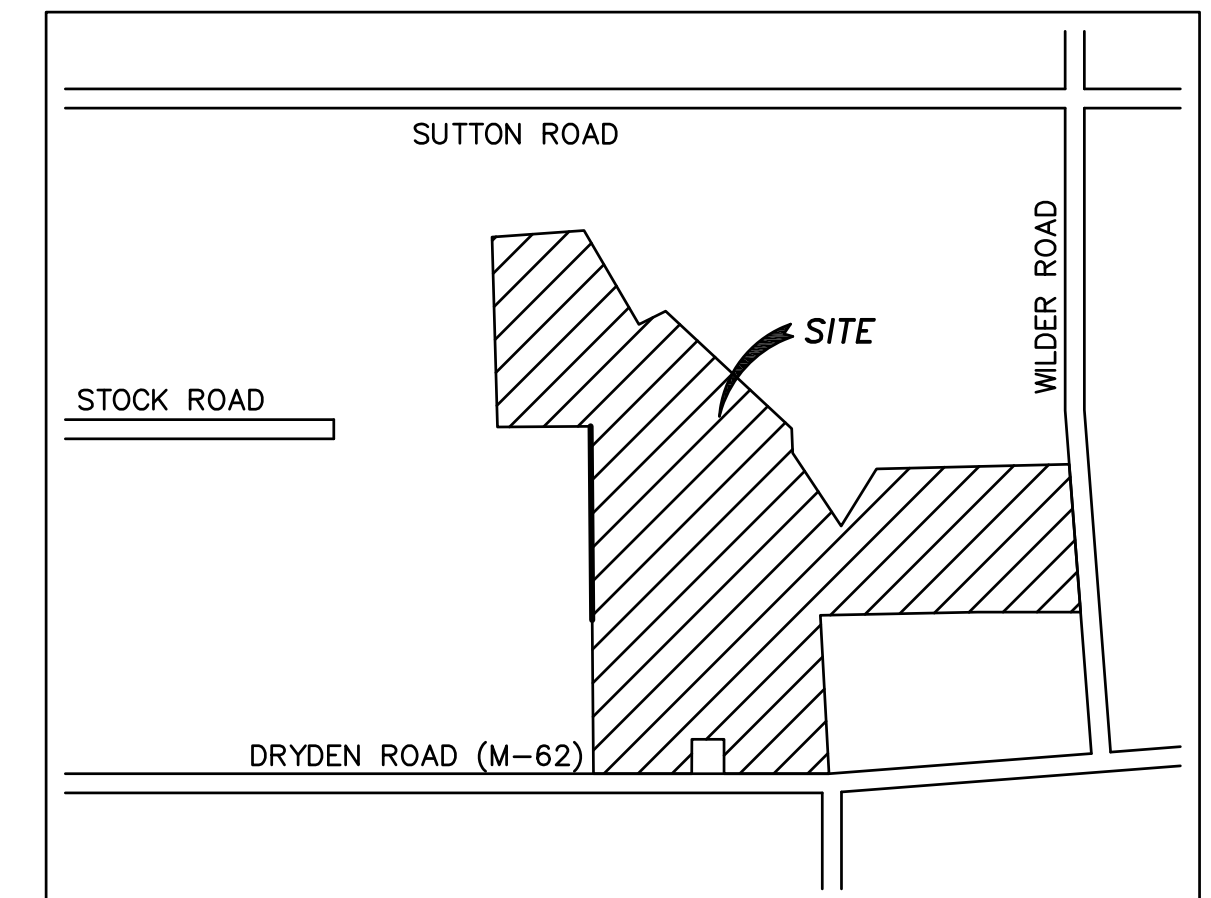 SUTTON ROAD
WILDER ROAD
SITE
STOCK ROAD
DRYDEN ROAD (M-62)